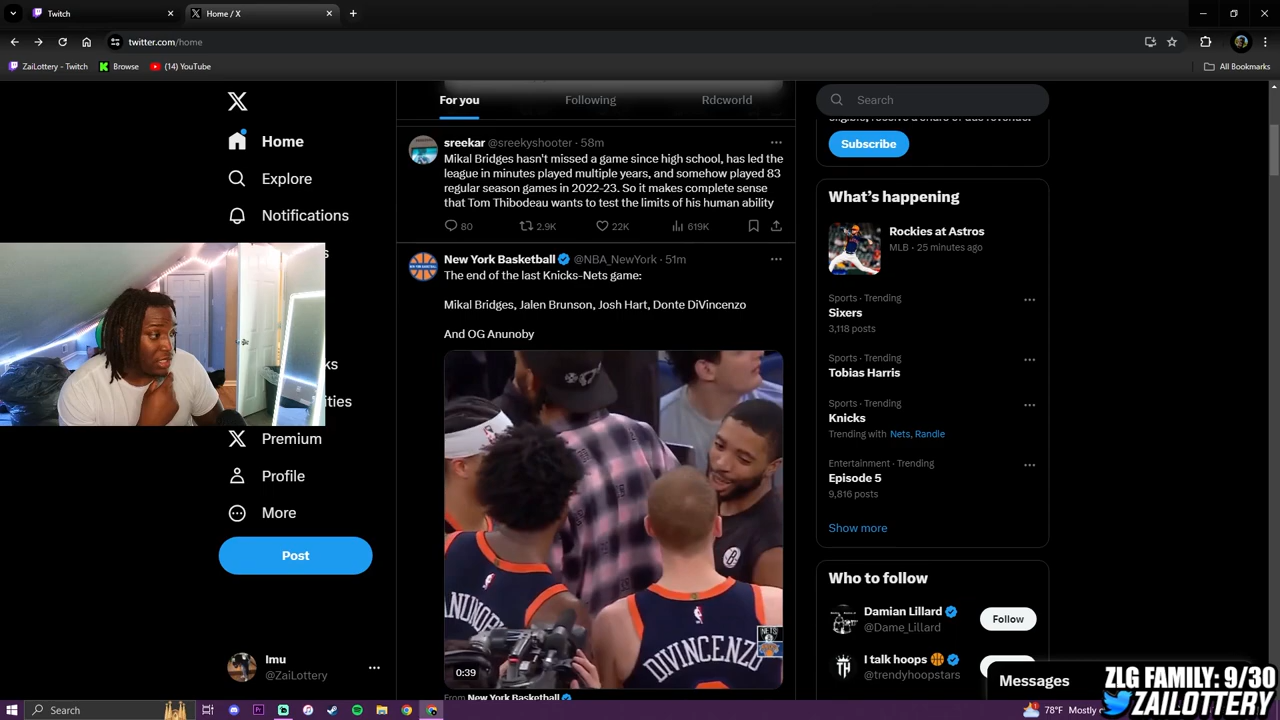 Twitch
Home / X
twitter.com/home
ZaiLottery - Twitch
Browse
(14) YouTube
All Bookmarks
Home
Explore
Notifications
Premium
Profile
More
Post
Imu
@ZaiLottery
For you
Following
Rdcworld
sreekar @sreekyshooter · 58m
Mikal Bridges hasn't missed a game since high school, has led the
league in minutes played multiple years, and somehow played 83
regular season games in 2022-23. So it makes complete sense
that Tom Thibodeau wants to test the limits of his human ability
80
2.9K
22K
619K
New York Basketball @NBA_NewYork · 51m
The end of the last Knicks–Nets game:
Mikal Bridges, Jalen Brunson, Josh Hart, Donte DiVincenzo
And OG Anunoby
DIVINCENZO
NETS
0:39
From New York Basketball
Search
Subscribe
What's happening
Rockies at Astros
MLB · 25 minutes ago
Sports · Trending
Sixers
3,118 posts
Sports · Trending
Tobias Harris
Sports · Trending
Knicks
Trending with Nets, Randle
Entertainment · Trending
Episode 5
9,816 posts
Show more
Who to follow
Damian Lillard
@Dame_Lillard
Follow
I talk hoops
@trendyhoopstars
Messages
ZLG FAMILY: 9/30
ZAILOTTERY
Search
78°F Mostly